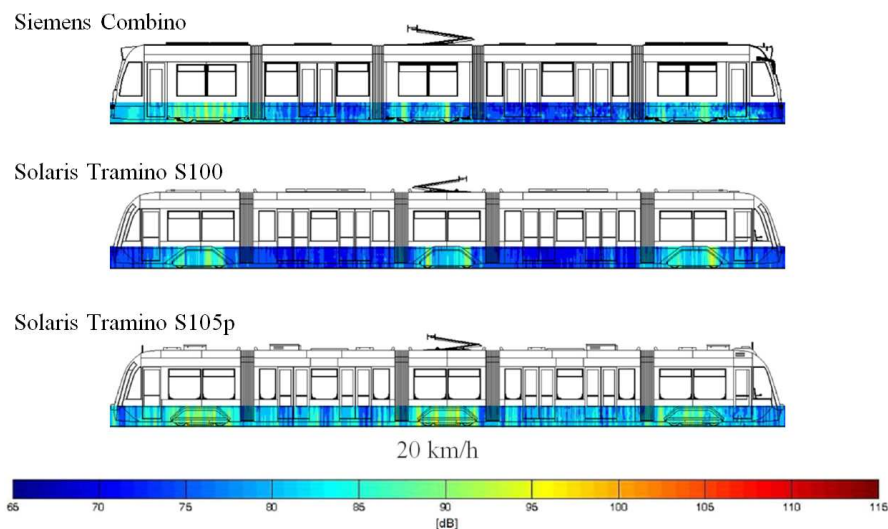 Siemens Combino
Solaris Tramino S100
Solaris Tramino S105p
20 km/h
65 70 75 80 85 90 95 100 105 110 115
[dB]